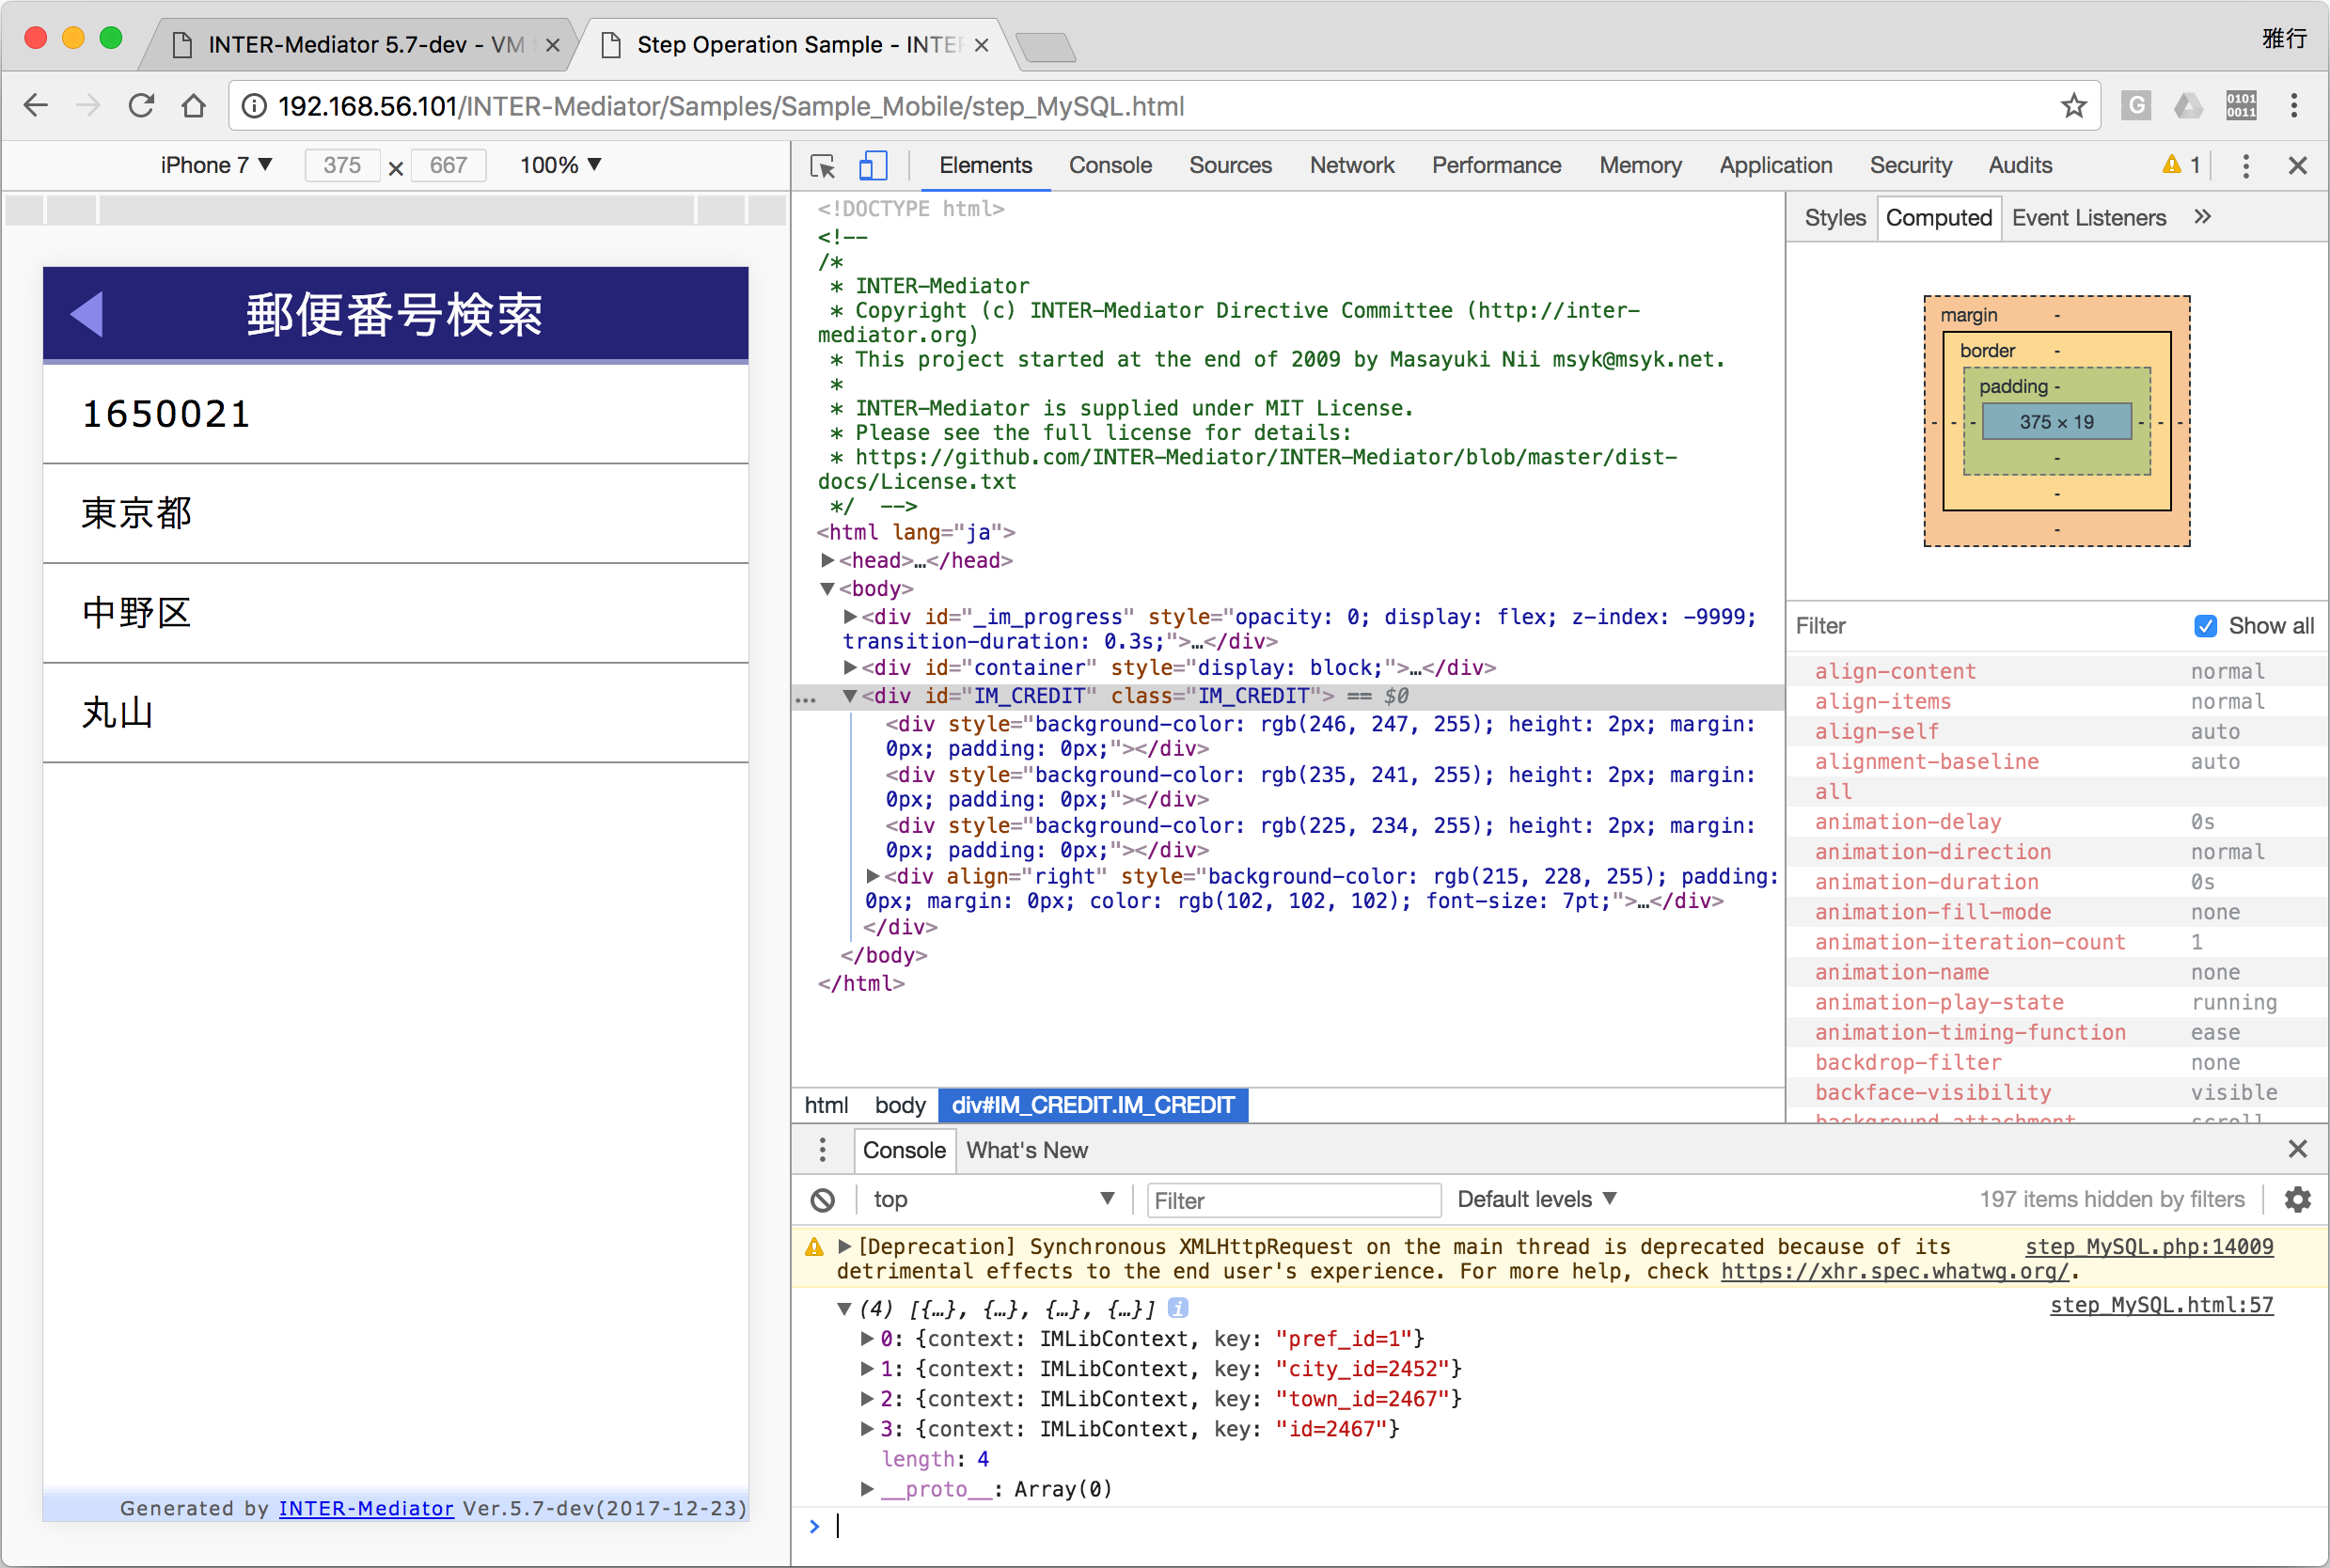 INTER-Mediator 5.7-dev - VM
Step Operation Sample - INTER
雅行
192.168.56.101/INTER-Mediator/Samples/Sample_Mobile/step_MySQL.html
G
0101
0011
iPhone 7 ▼ 375 × 667 100% ▼
Elements Console Sources Network Performance Memory Application Security Audits 1
郵便番号検索
1650021
東京都
中野区
丸山
Generated by INTER-Mediator Ver.5.7-dev(2017-12-23)
<!DOCTYPE html>
<!--
/*
* INTER-Mediator
* Copyright (c) INTER-Mediator Directive Committee (http://inter-
mediator.org)
* This project started at the end of 2009 by Masayuki Nii msyk@msyk.net.
*
* INTER-Mediator is supplied under MIT License.
* Please see the full license for details:
* https://github.com/INTER-Mediator/INTER-Mediator/blob/master/dist-
docs/License.txt
*/ -->
<html lang="ja">
▶<head>…</head>
▼<body>
▶<div id="_im_progress" style="opacity: 0; display: flex; z-index: -9999;
transition-duration: 0.3s;">…</div>
▶<div id="container" style="display: block;">…</div>
… ▼<div id="IM_CREDIT" class="IM_CREDIT"> == $0
<div style="background-color: rgb(246, 247, 255); height: 2px; margin:
0px; padding: 0px;"></div>
<div style="background-color: rgb(235, 241, 255); height: 2px; margin:
0px; padding: 0px;"></div>
<div style="background-color: rgb(225, 234, 255); height: 2px; margin:
0px; padding: 0px;"></div>
▶<div align="right" style="background-color: rgb(215, 228, 255); padding:
0px; margin: 0px; color: rgb(102, 102, 102); font-size: 7pt;">…</div>
</div>
</body>
</html>
html body div#IM_CREDIT.IM_CREDIT
Styles Computed Event Listeners »
margin -
border -
padding -
- - - 375 × 19 - - -
-
-
-
Filter Show all
align-content normal
align-items normal
align-self auto
alignment-baseline auto
all
animation-delay 0s
animation-direction normal
animation-duration 0s
animation-fill-mode none
animation-iteration-count 1
animation-name none
animation-play-state running
animation-timing-function ease
backdrop-filter none
backface-visibility visible
background-attachment scroll
Console What's New
top ▼ Filter Default levels ▼ 197 items hidden by filters
▶[Deprecation] Synchronous XMLHttpRequest on the main thread is deprecated because of its step_MySQL.php:14009
detrimental effects to the end user's experience. For more help, check https://xhr.spec.whatwg.org/.
▼(4) [{…}, {…}, {…}, {…}] i step_MySQL.html:57
▶0: {context: IMLibContext, key: "pref_id=1"}
▶1: {context: IMLibContext, key: "city_id=2452"}
▶2: {context: IMLibContext, key: "town_id=2467"}
▶3: {context: IMLibContext, key: "id=2467"}
length: 4
▶__proto__: Array(0)
>